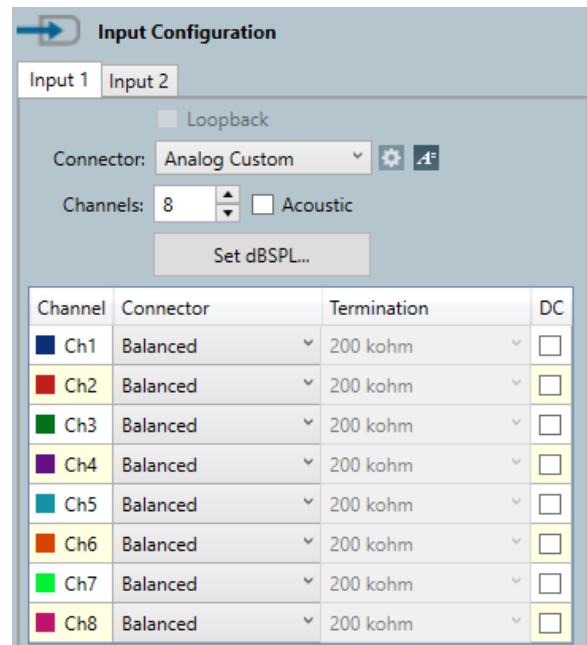 Input Configuration
Input 1 Input 2
Loopback
Connector: Analog Custom A
Channels: 8 Acoustic
Set dBSPL...
Channel Connector Termination DC
Ch1 Balanced 200 kohm
Ch2 Balanced 200 kohm
Ch3 Balanced 200 kohm
Ch4 Balanced 200 kohm
Ch5 Balanced 200 kohm
Ch6 Balanced 200 kohm
Ch7 Balanced 200 kohm
Ch8 Balanced 200 kohm